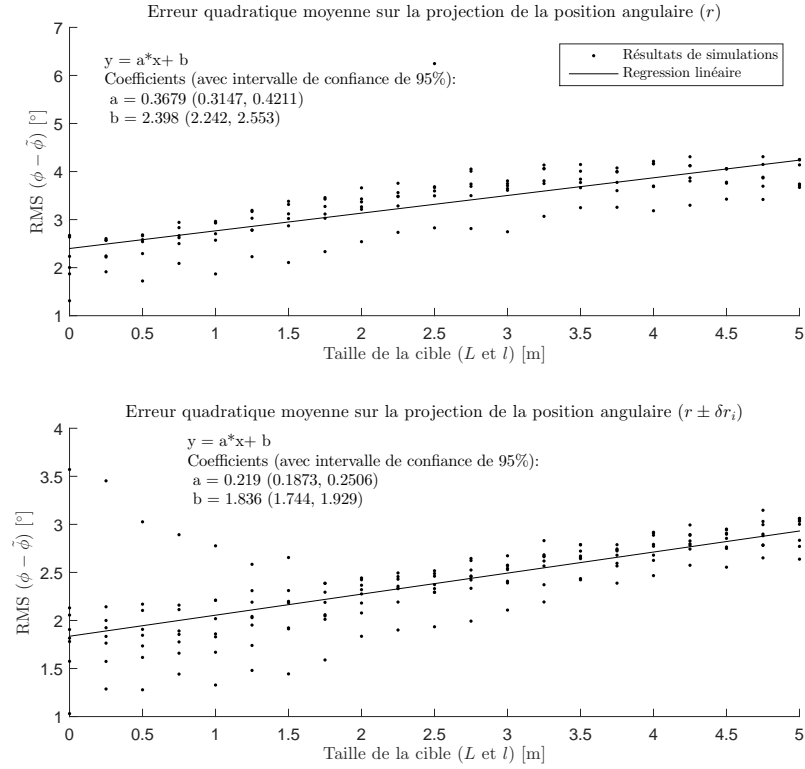 Erreur quadratique moyenne sur la projection de la position angulaire (r)
7
6
5
4
3
2
1
RMS (ϕ − ϕ̃) [°]
y = a*x+ b
Coefficients (avec intervalle de confiance de 95%):
a = 0.3679 (0.3147, 0.4211)
b = 2.398 (2.242, 2.553)
Résultats de simulations
Regression linéaire
0 0.5 1 1.5 2 2.5 3 3.5 4 4.5 5
Taille de la cible (L et l) [m]
Erreur quadratique moyenne sur la projection de la position angulaire (r ± δr_i)
4
3.5
3
2.5
2
1.5
1
RMS (ϕ − ϕ̃) [°]
y = a*x+ b
Coefficients (avec intervalle de confiance de 95%):
a = 0.219 (0.1873, 0.2506)
b = 1.836 (1.744, 1.929)
0 0.5 1 1.5 2 2.5 3 3.5 4 4.5 5
Taille de la cible (L et l) [m]